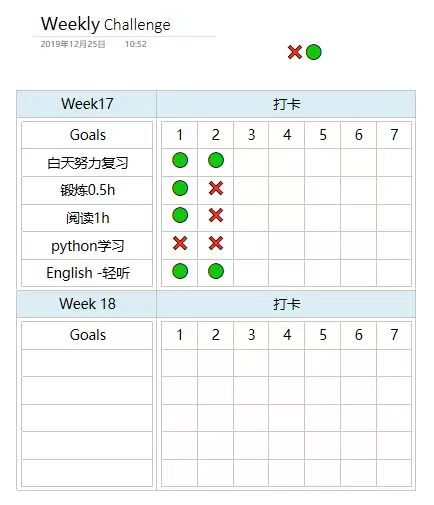 Weekly Challenge
2019年12月25日 10:52
Week17 打卡
Goals 1 2 3 4 5 6 7
白天努力复习
锻炼0.5h
阅读1h
python学习
English -轻听
Week 18 打卡
Goals 1 2 3 4 5 6 7